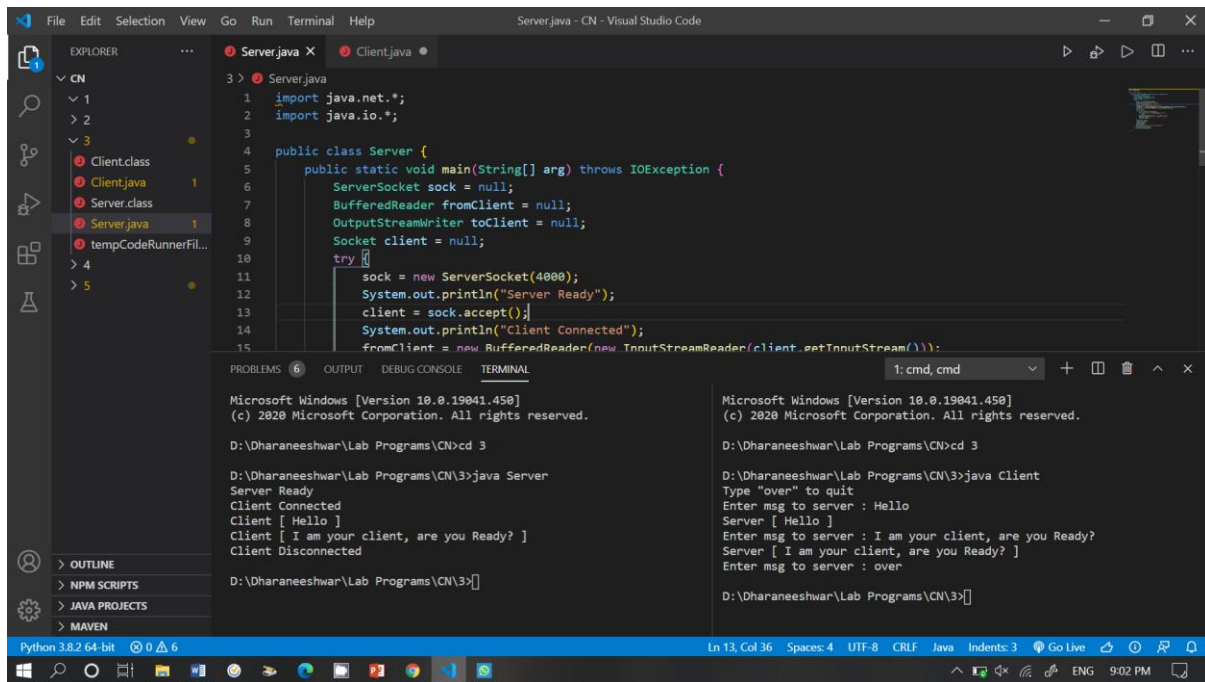 File Edit Selection View Go Run Terminal Help
Server.java - CN - Visual Studio Code
1
EXPLORER
CN
1
2
3
Client.class
Client.java 1
Server.class
Server.java 1
tempCodeRunnerFil...
4
5
OUTLINE
NPM SCRIPTS
JAVA PROJECTS
MAVEN
Server.java
Client.java
3 > Server.java
1 import java.net.*;
2 import java.io.*;
3
4 public class Server {
5 public static void main(String[] arg) throws IOException {
6 ServerSocket sock = null;
7 BufferedReader fromClient = null;
8 OutputStreamWriter toClient = null;
9 Socket client = null;
10 try {
11 sock = new ServerSocket(4000);
12 System.out.println("Server Ready");
13 client = sock.accept();
14 System.out.println("Client Connected");
15 fromClient = new BufferedReader(new InputStreamReader(client.getInputStream()));
PROBLEMS 6 OUTPUT DEBUG CONSOLE TERMINAL
1: cmd, cmd
Microsoft Windows [Version 10.0.19041.450]
(c) 2020 Microsoft Corporation. All rights reserved.
D:\Dharaneeshwar\Lab Programs\CN>cd 3
D:\Dharaneeshwar\Lab Programs\CN\3>java Server
Server Ready
Client Connected
Client [ Hello ]
Client [ I am your client, are you Ready? ]
Client Disconnected
D:\Dharaneeshwar\Lab Programs\CN\3>
Microsoft Windows [Version 10.0.19041.450]
(c) 2020 Microsoft Corporation. All rights reserved.
D:\Dharaneeshwar\Lab Programs\CN>cd 3
D:\Dharaneeshwar\Lab Programs\CN\3>java Client
Type "over" to quit
Enter msg to server : Hello
Server [ Hello ]
Enter msg to server : I am your client, are you Ready?
Server [ I am your client, are you Ready? ]
Enter msg to server : over
D:\Dharaneeshwar\Lab Programs\CN\3>
Python 3.8.2 64-bit 0 6
Ln 13, Col 36 Spaces: 4 UTF-8 CRLF Java Indents: 3 Go Live
ENG 9:02 PM